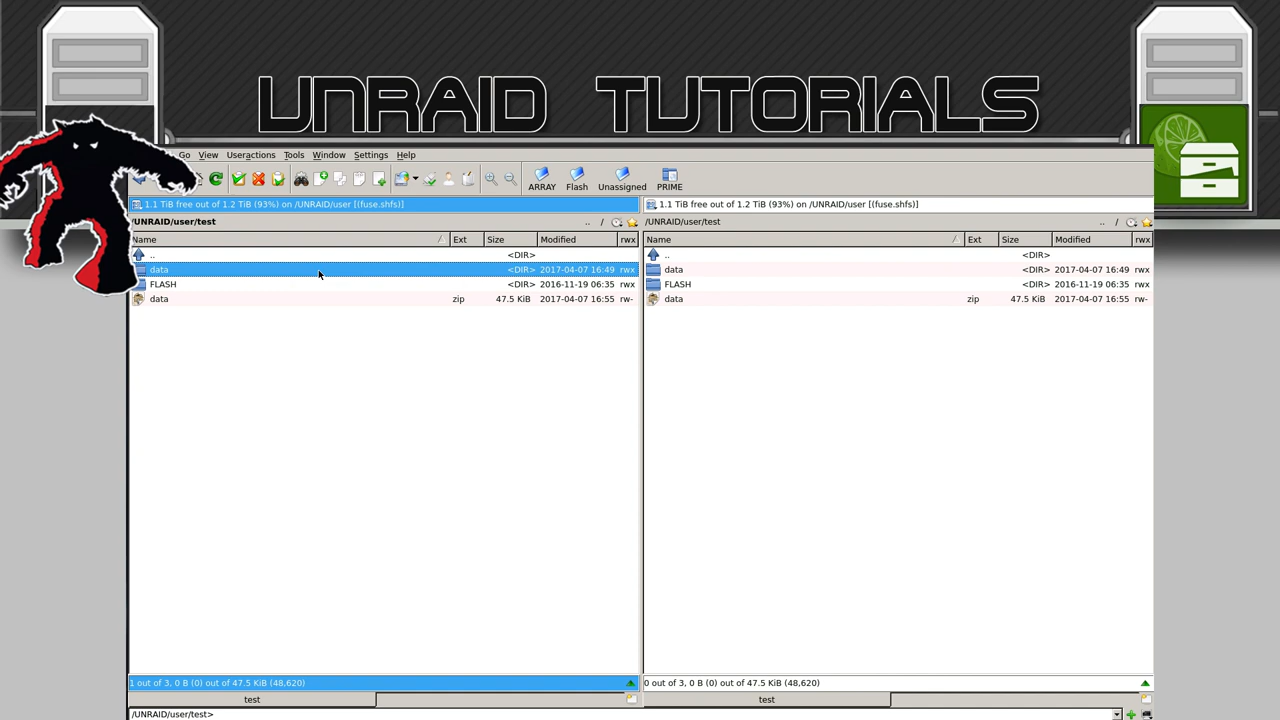 UNRAID TUTORIALS
Go View Useractions Tools Window Settings Help
ARRAY Flash Unassigned PRIME
1.1 TiB free out of 1.2 TiB (93%) on /UNRAID/user [(fuse.shfs)]
/UNRAID/user/test .. /
Name Ext Size Modified rwx
.. <DIR>
data <DIR> 2017-04-07 16:49 rwx
FLASH <DIR> 2016-11-19 06:35 rwx
data zip 47.5 KiB 2017-04-07 16:55 rw-
1 out of 3, 0 B (0) out of 47.5 KiB (48,620)
test
1.1 TiB free out of 1.2 TiB (93%) on /UNRAID/user [(fuse.shfs)]
/UNRAID/user/test .. /
Name Ext Size Modified rwx
.. <DIR>
data <DIR> 2017-04-07 16:49 rwx
FLASH <DIR> 2016-11-19 06:35 rwx
data zip 47.5 KiB 2017-04-07 16:55 rw-
0 out of 3, 0 B (0) out of 47.5 KiB (48,620)
test
/UNRAID/user/test>